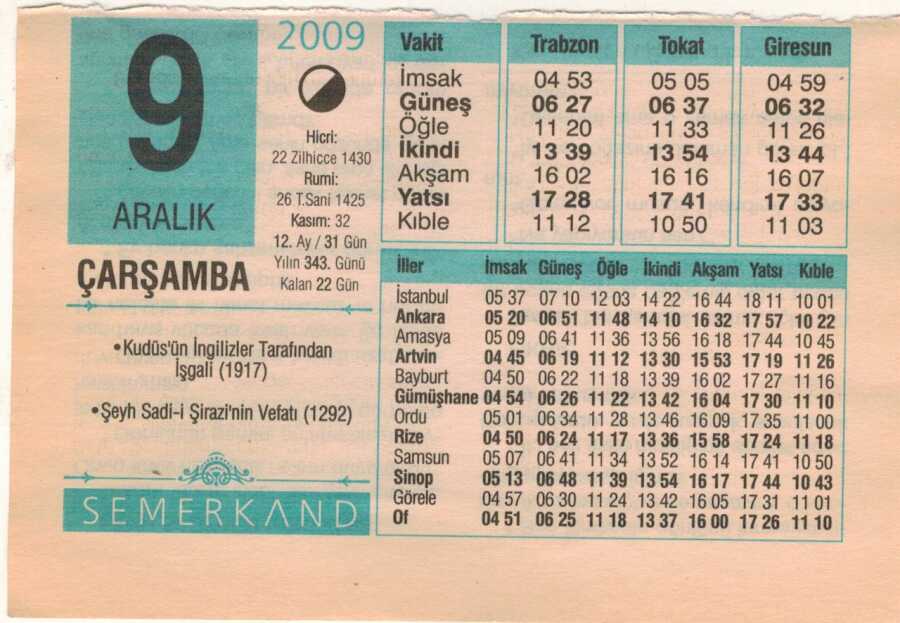 9
ARALIK
ÇARŞAMBA
2009
Hicri:
22 Zilhicce 1430
Rumi:
26 T.Sani 1425
Kasım: 32
12. Ay / 31 Gün
Yılın 343. Günü
Kalan 22 Gün
•Kudüs'ün İngilizler Tarafından
İşgali (1917)
•Şeyh Sadi-i Şirazi'nin Vefatı (1292)
SEMERKAND
Vakit Trabzon Tokat Giresun
İmsak 04 53 05 05 04 59
Güneş 06 27 06 37 06 32
Öğle 11 20 11 33 11 26
İkindi 13 39 13 54 13 44
Akşam 16 02 16 16 16 07
Yatsı 17 28 17 41 17 33
Kıble 11 12 10 50 11 03
İller İmsak Güneş Öğle İkindi Akşam Yatsı Kıble
İstanbul 05 37 07 10 12 03 14 22 16 44 18 11 10 01
Ankara 05 20 06 51 11 48 14 10 16 32 17 57 10 22
Amasya 05 09 06 41 11 36 13 56 16 18 17 44 10 45
Artvin 04 45 06 19 11 12 13 30 15 53 17 19 11 26
Bayburt 04 50 06 22 11 18 13 39 16 02 17 27 11 16
Gümüşhane 04 54 06 26 11 22 13 42 16 04 17 30 11 10
Ordu 05 01 06 34 11 28 13 46 16 09 17 35 11 00
Rize 04 50 06 24 11 17 13 36 15 58 17 24 11 18
Samsun 05 07 06 41 11 34 13 52 16 14 17 41 10 50
Sinop 05 13 06 48 11 39 13 54 16 17 17 44 10 43
Görele 04 57 06 30 11 24 13 42 16 05 17 31 11 01
Of 04 51 06 25 11 18 13 37 16 00 17 26 11 10